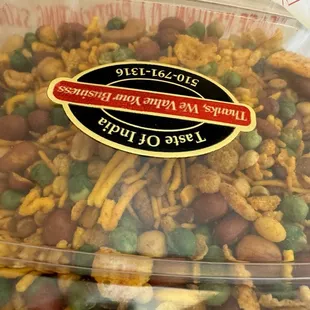 Taste Of India
Thanks, We Value Your Business
510-791-1316